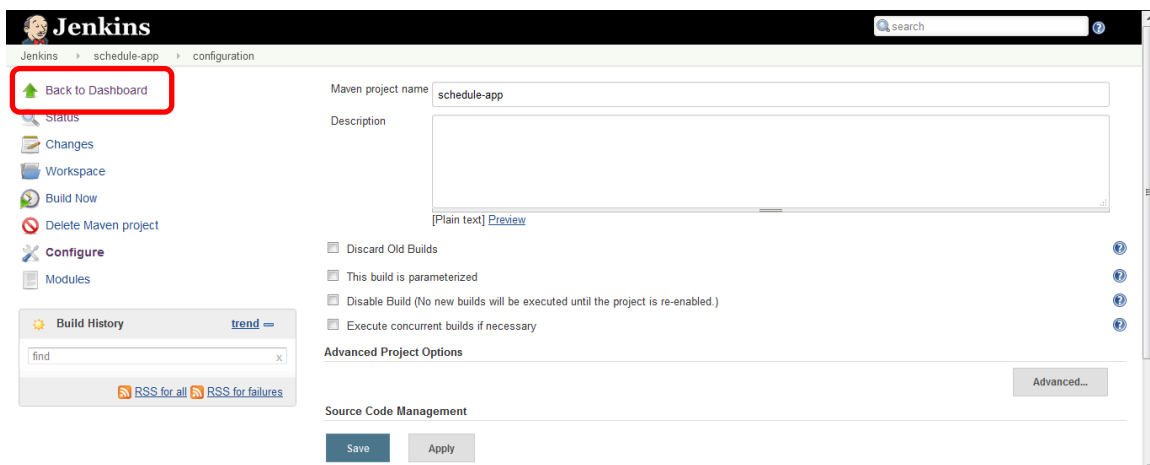 Jenkins
search
Jenkins schedule-app configuration
Back to Dashboard
Status
Changes
Workspace
Build Now
Delete Maven project
Configure
Modules
Build History trend
find x
RSS for all RSS for failures
Maven project name schedule-app
Description
[Plain text] Preview
Discard Old Builds
This build is parameterized
Disable Build (No new builds will be executed until the project is re-enabled.)
Execute concurrent builds if necessary
Advanced Project Options
Advanced...
Source Code Management
Save Apply